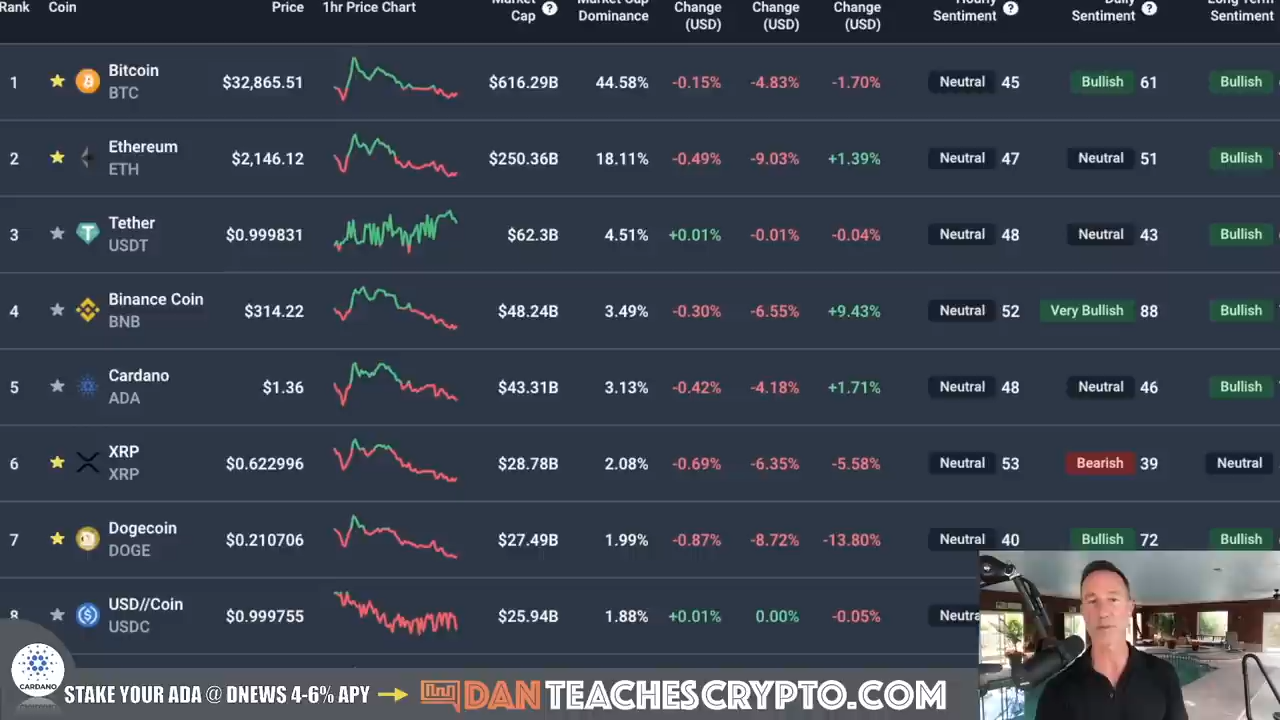 Rank Coin Price 1hr Price Chart Market Cap ? Market Cap Dominance Change (USD) Change (USD) Change (USD) Hourly Sentiment ? Daily Sentiment ? Long Term Sentiment
1 Bitcoin BTC $32,865.51 $616.29B 44.58% -0.15% -4.83% -1.70% Neutral 45 Bullish 61 Bullish
2 Ethereum ETH $2,146.12 $250.36B 18.11% -0.49% -9.03% +1.39% Neutral 47 Neutral 51 Bullish
3 Tether USDT $0.999831 $62.3B 4.51% +0.01% -0.01% -0.04% Neutral 48 Neutral 43 Bullish
4 Binance Coin BNB $314.22 $48.24B 3.49% -0.30% -6.55% +9.43% Neutral 52 Very Bullish 88 Bullish
5 Cardano ADA $1.36 $43.31B 3.13% -0.42% -4.18% +1.71% Neutral 48 Neutral 46 Bullish
6 XRP XRP $0.622996 $28.78B 2.08% -0.69% -6.35% -5.58% Neutral 53 Bearish 39 Neutral
7 Dogecoin DOGE $0.210706 $27.49B 1.99% -0.87% -8.72% -13.80% Neutral 40 Bullish 72 Bullish
8 USD//Coin USDC $0.999755 $25.94B 1.88% +0.01% 0.00% -0.05% Neutra
CARDANO STAKE YOUR ADA @ DNEWS 4-6% APY DANTEACHESCRYPTO.COM